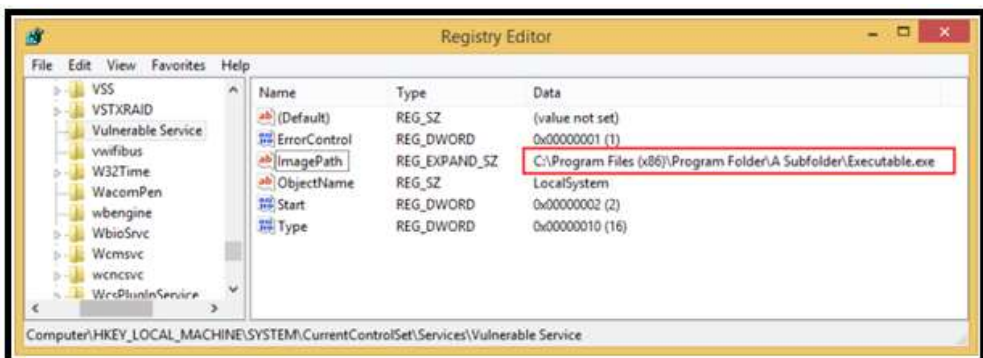 Registry Editor
File Edit View Favorites Help
VSS
VSTXRAID
Vulnerable Service
vwifibus
W32Time
WacomPen
wbengine
WbioSrvc
Wcmsvc
wcncsvc
WcsPlugInService
Name Type Data
(Default) REG_SZ (value not set)
ErrorControl REG_DWORD 0x00000001 (1)
ImagePath REG_EXPAND_SZ C:\Program Files (x86)\Program Folder\A Subfolder\Executable.exe
ObjectName REG_SZ LocalSystem
Start REG_DWORD 0x00000002 (2)
Type REG_DWORD 0x00000010 (16)
Computer\HKEY_LOCAL_MACHINE\SYSTEM\CurrentControlSet\Services\Vulnerable Service